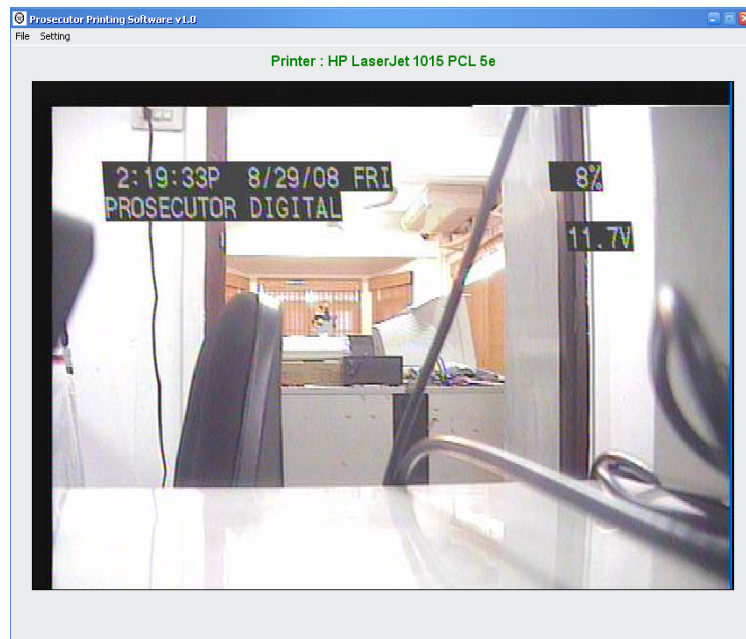 Prosecutor Printing Software v1.0
File Setting
Printer : HP LaserJet 1015 PCL 5e
2:19:33P 8/29/08 FRI 8%
PROSECUTOR DIGITAL
11.7V